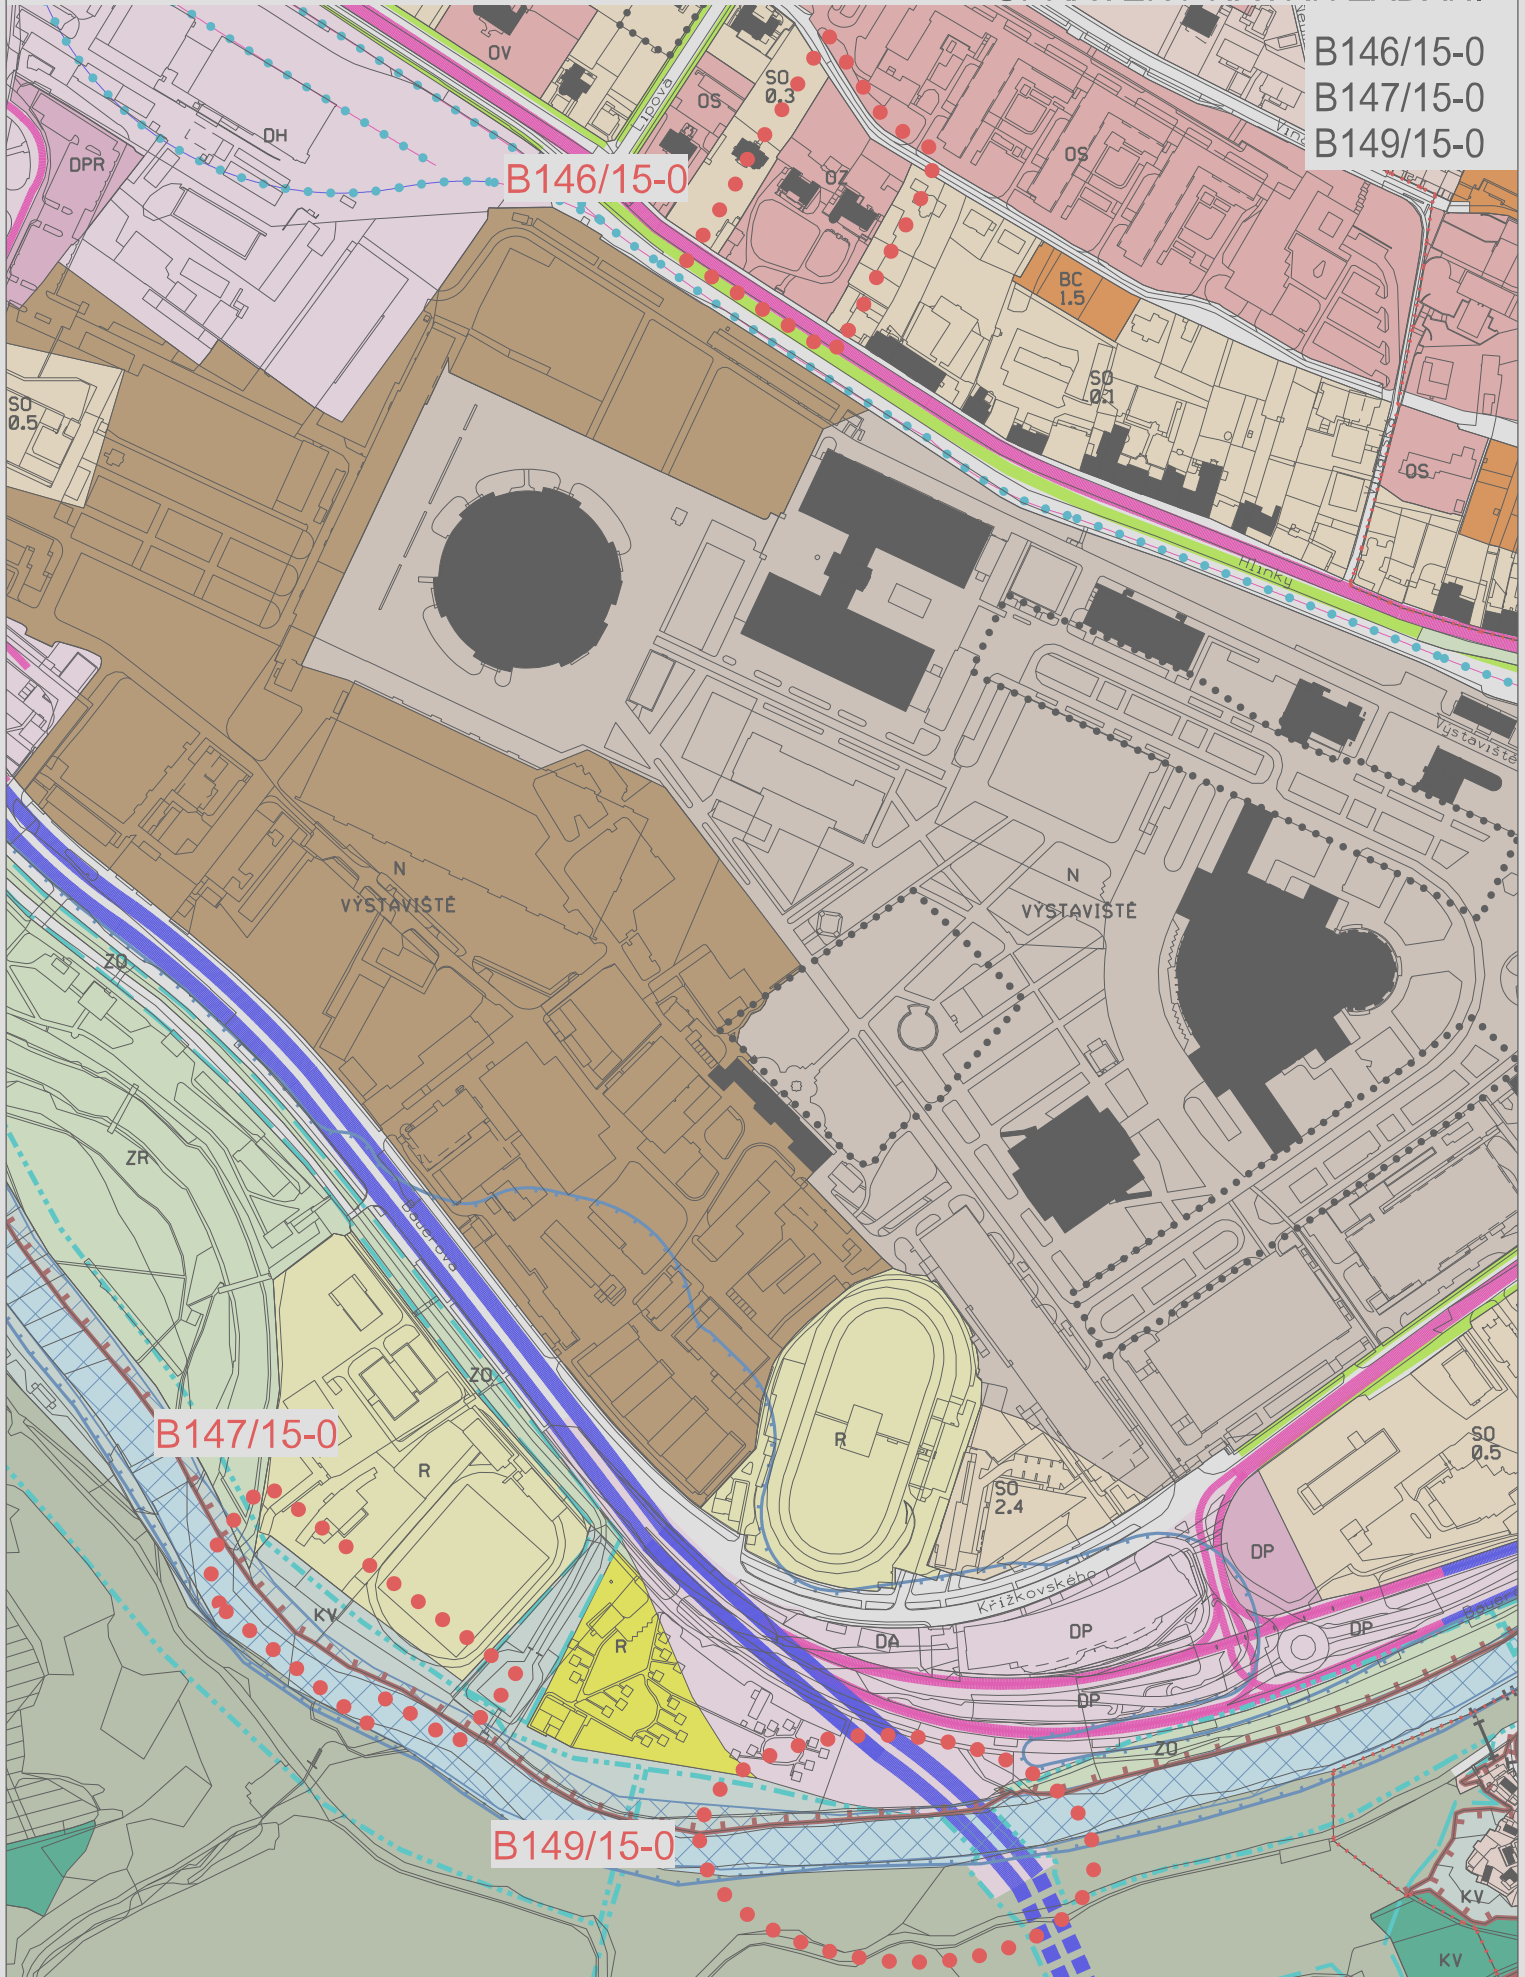 B146/15-0
B147/15-0
B149/15-0
OV
Lipová
OS
SO
0.3
DH
DPR
B146/15-0
OZ
OS
BC
1.5
SO
0.1
SO
0.5
OS
Hlinky
Výstaviště
N
VÝSTAVIŠTĚ
N
VÝSTAVIŠTĚ
ZO
ZR
Bauerova
ZO
B147/15-0
R
R
SO
0.5
SO
2.4
DP
Křížkovského
KV
R
DA
DP
DP
DP
ZO
B149/15-0
KV
KV